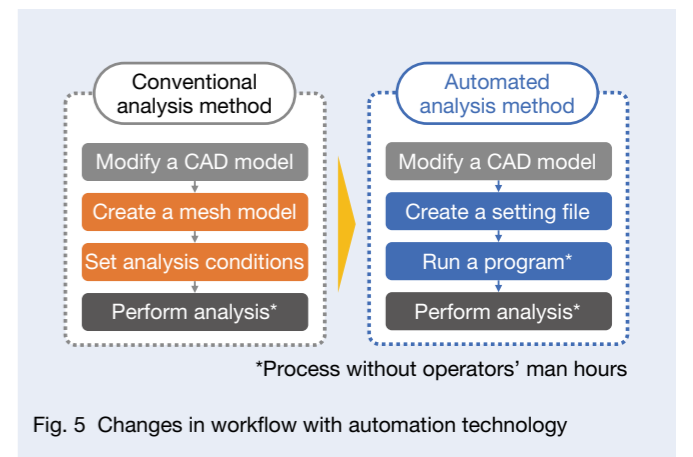 Conventional
analysis method
Modify a CAD model
Create a mesh model
Set analysis conditions
Perform analysis*
Automated
analysis method
Modify a CAD model
Create a setting file
Run a program*
Perform analysis*
*Process without operators’ man hours
Fig. 5 Changes in workflow with automation technology